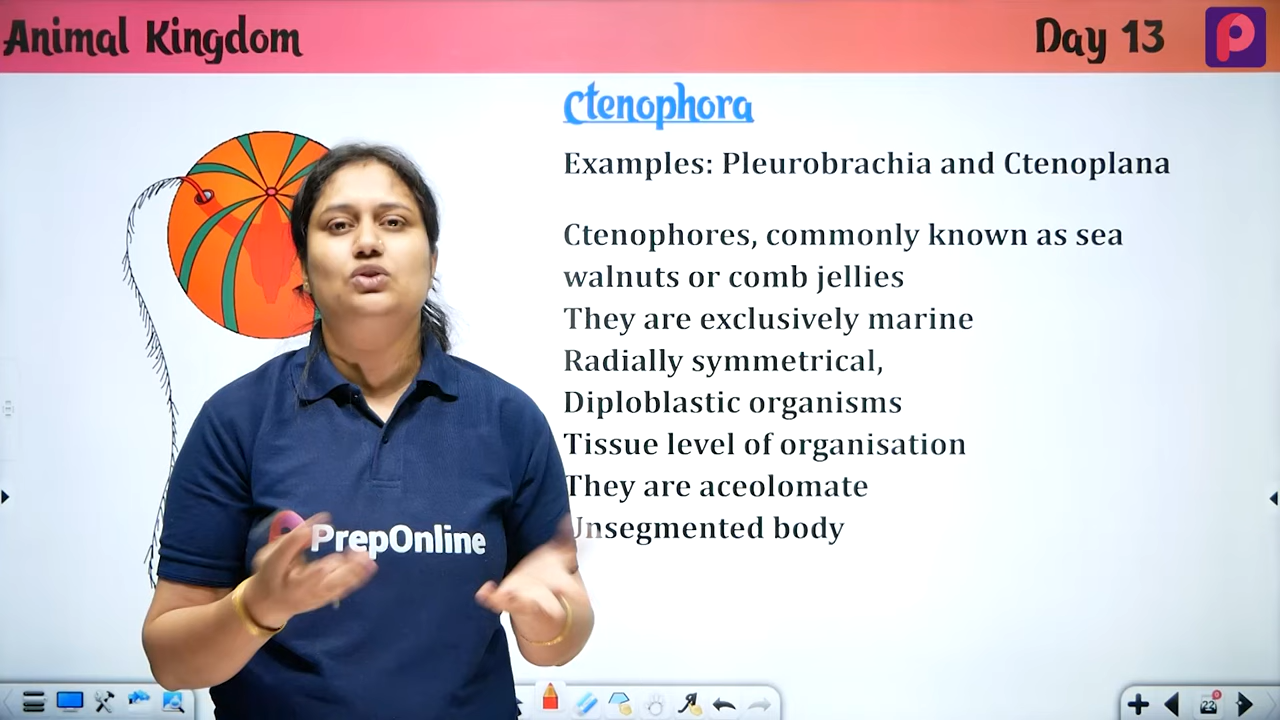 Animal Kingdom
Day 13
Ctenophora
Examples: Pleurobrachia and Ctenoplana
Ctenophores, commonly known as sea
walnuts or comb jellies
They are exclusively marine
Radially symmetrical,
Diploblastic organisms
Tissue level of organisation
They are aceolomate
Unsegmented body
PrepOnline
22